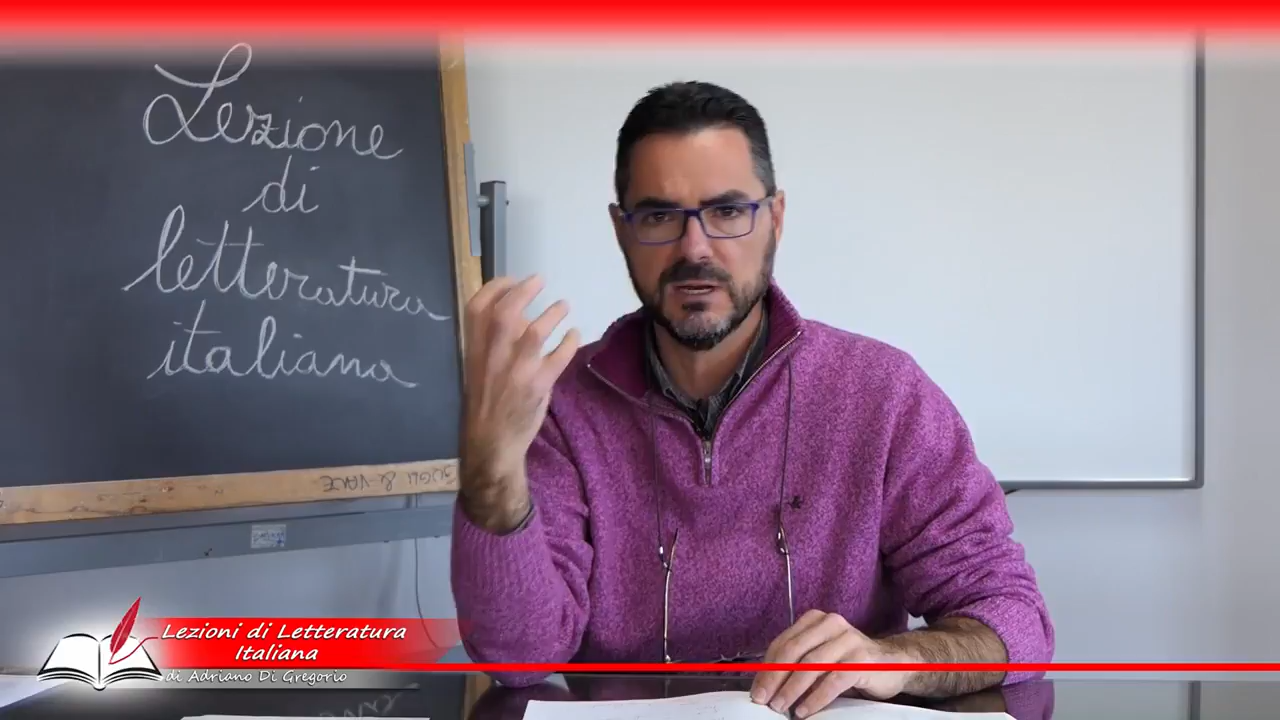 Lezione
di
letteratura
italiana
Lezioni di Letteratura
Italiana
di Adriano Di Gregorio